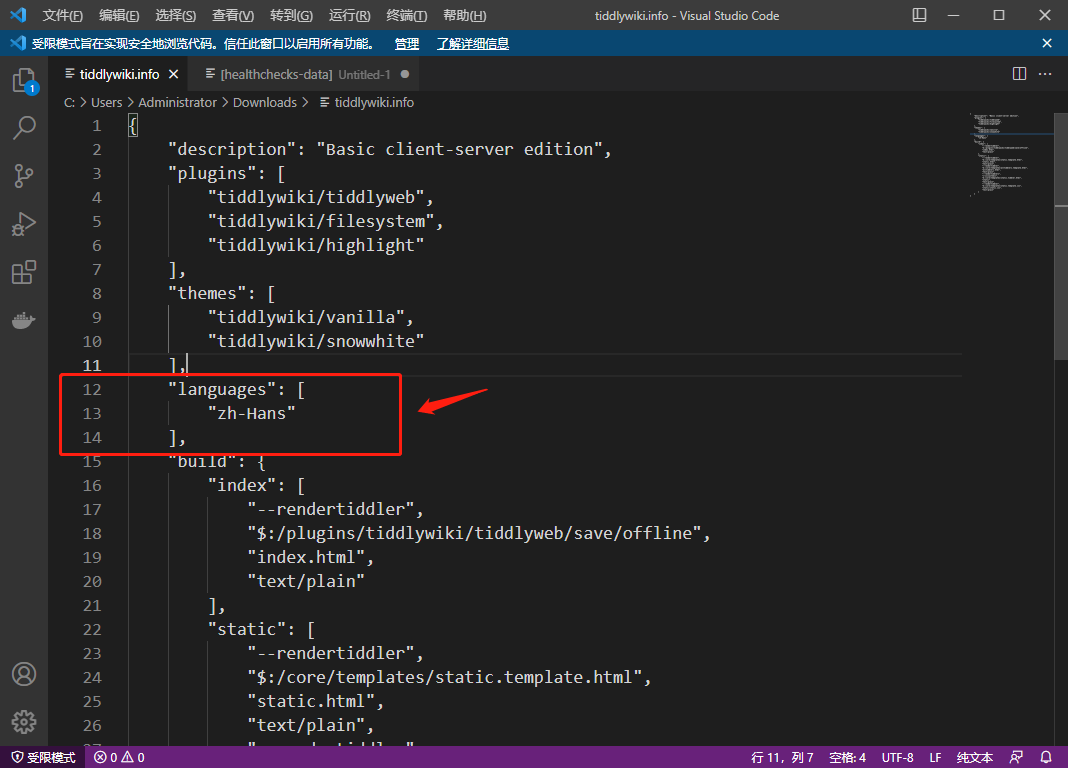 文件(F) 编辑(E) 选择(S) 查看(V) 转到(G) 运行(R) 终端(T) 帮助(H) tiddlywiki.info - Visual Studio Code
受限模式旨在实现安全地浏览代码。信任此窗口以启用所有功能。 管理 了解详细信息
tiddlywiki.info [healthchecks-data] Untitled-1
C: > Users > Administrator > Downloads > tiddlywiki.info
1 {
2 "description": "Basic client-server edition",
3 "plugins": [
4 "tiddlywiki/tiddlyweb",
5 "tiddlywiki/filesystem",
6 "tiddlywiki/highlight"
7 ],
8 "themes": [
9 "tiddlywiki/vanilla",
10 "tiddlywiki/snowwhite"
11 ],
12 "languages": [
13 "zh-Hans"
14 ],
15 "build": {
16 "index": [
17 "--rendertiddler",
18 "$:/plugins/tiddlywiki/tiddlyweb/save/offline",
19 "index.html",
20 "text/plain"
21 ],
22 "static": [
23 "--rendertiddler",
24 "$:/core/templates/static.template.html",
25 "static.html",
26 "text/plain",
1
受限模式 0 0 行 11，列 7 空格: 4 UTF-8 LF 纯文本